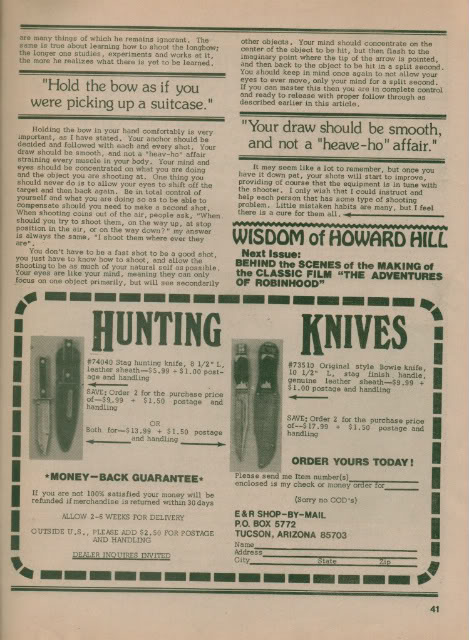 are many things of which he remains ignorant. The
same is true about learning how to shoot the longbow;
the longer one studies, experiments and works at it,
the more he realizes what there is yet to be learned.
"Hold the bow as if you
were picking up a suitcase."
Holding the bow in your hand comfortably is very
important, as I have stated. Your anchor should be
decided and followed with each and every shot. Your
draw should be smooth, and not a "heav-ho" affair
straining every muscle in your body. Your mind and
eyes should be concentrated on what you are doing
and the object you are shooting at. One thing you
should never do is to allow your eyes to shift off the
target and then back again. Be in total control of
yourself and what you are doing so as to be able to
compensate should you need to make a second shot.
When shooting coins out of the air, people ask, "When
should you try to shoot them, on the way up, at stop
position in the air, or on the way down?" my answer
is always the same, "I shoot them where ever they
are".
You don't have to be a fast shot to be a good shot,
you just have to know how to shoot, and allow the
shooting to be as much of your natural self as possible.
Your eyes are like your mind, meaning they can only
focus on one object primarily, but will see secondarily
other objects. Your mind should concentrate on the
center of the object to be hit, but then flash to the
imaginary point where the tip of the arrow is pointed,
and then back to the object to be hit in a split second.
You should keep in mind once again to not allow your
eyes to ever move, only your mind for a split second.
If you can master this then you are in complete control
and ready to release with proper follow through as
described earlier in this article.
"Your draw should be smooth,
and not a "heave-ho" affair."
It may seem like a lot to remember, but once you
have it down pat, your shots will start to improve,
providing of course that the equipment is in tune with
the shooter. I only wish that I could instruct and
help each person that has some type of shooting
problem. Lots mistaken habits are many, but I feel
there is a cure for them all.
WISDOM of HOWARD HILL
Next Issue:
BEHIND the SCENES of the MAKING of
the CLASSIC FILM "THE ADVENTURES
OF ROBINHOOD"
HUNTING KNIVES
#74040 Stag hunting knife, 8 1/2" L,
leather sheath—$5.99 + $1.00 post-
age and handling
SAVE: Order 2 for the purchase price
of—$9.99 + $1.50 postage and
handling
OR
Both for—$13.99 + $1.50 postage
and handling
*MONEY-BACK GUARANTEE*
If you are not 100% satisfied your money will be
refunded if merchandise is returned within 30 days
ALLOW 2-6 WEEKS FOR DELIVERY
OUTSIDE U.S., PLEASE ADD $2.50 FOR POSTAGE
AND HANDLING
DEALER INQUIRES INVITED
#73510 Original style Bowie knife,
10 1/2" L, stag finish handle,
genuine leather sheath—$8.99 +
$1.00 postage and handling
SAVE: Order 2 for the purchase price
of—$17.99 + $1.50 postage and
handling
ORDER YOURS TODAY!
Please send me Item number(s)
enclosed is my check or money order for
(Sorry no COD's)
E&R SHOP-BY-MAIL
P.O. BOX 5772
TUCSON, ARIZONA 85703
Name
Address
City State Zip
41